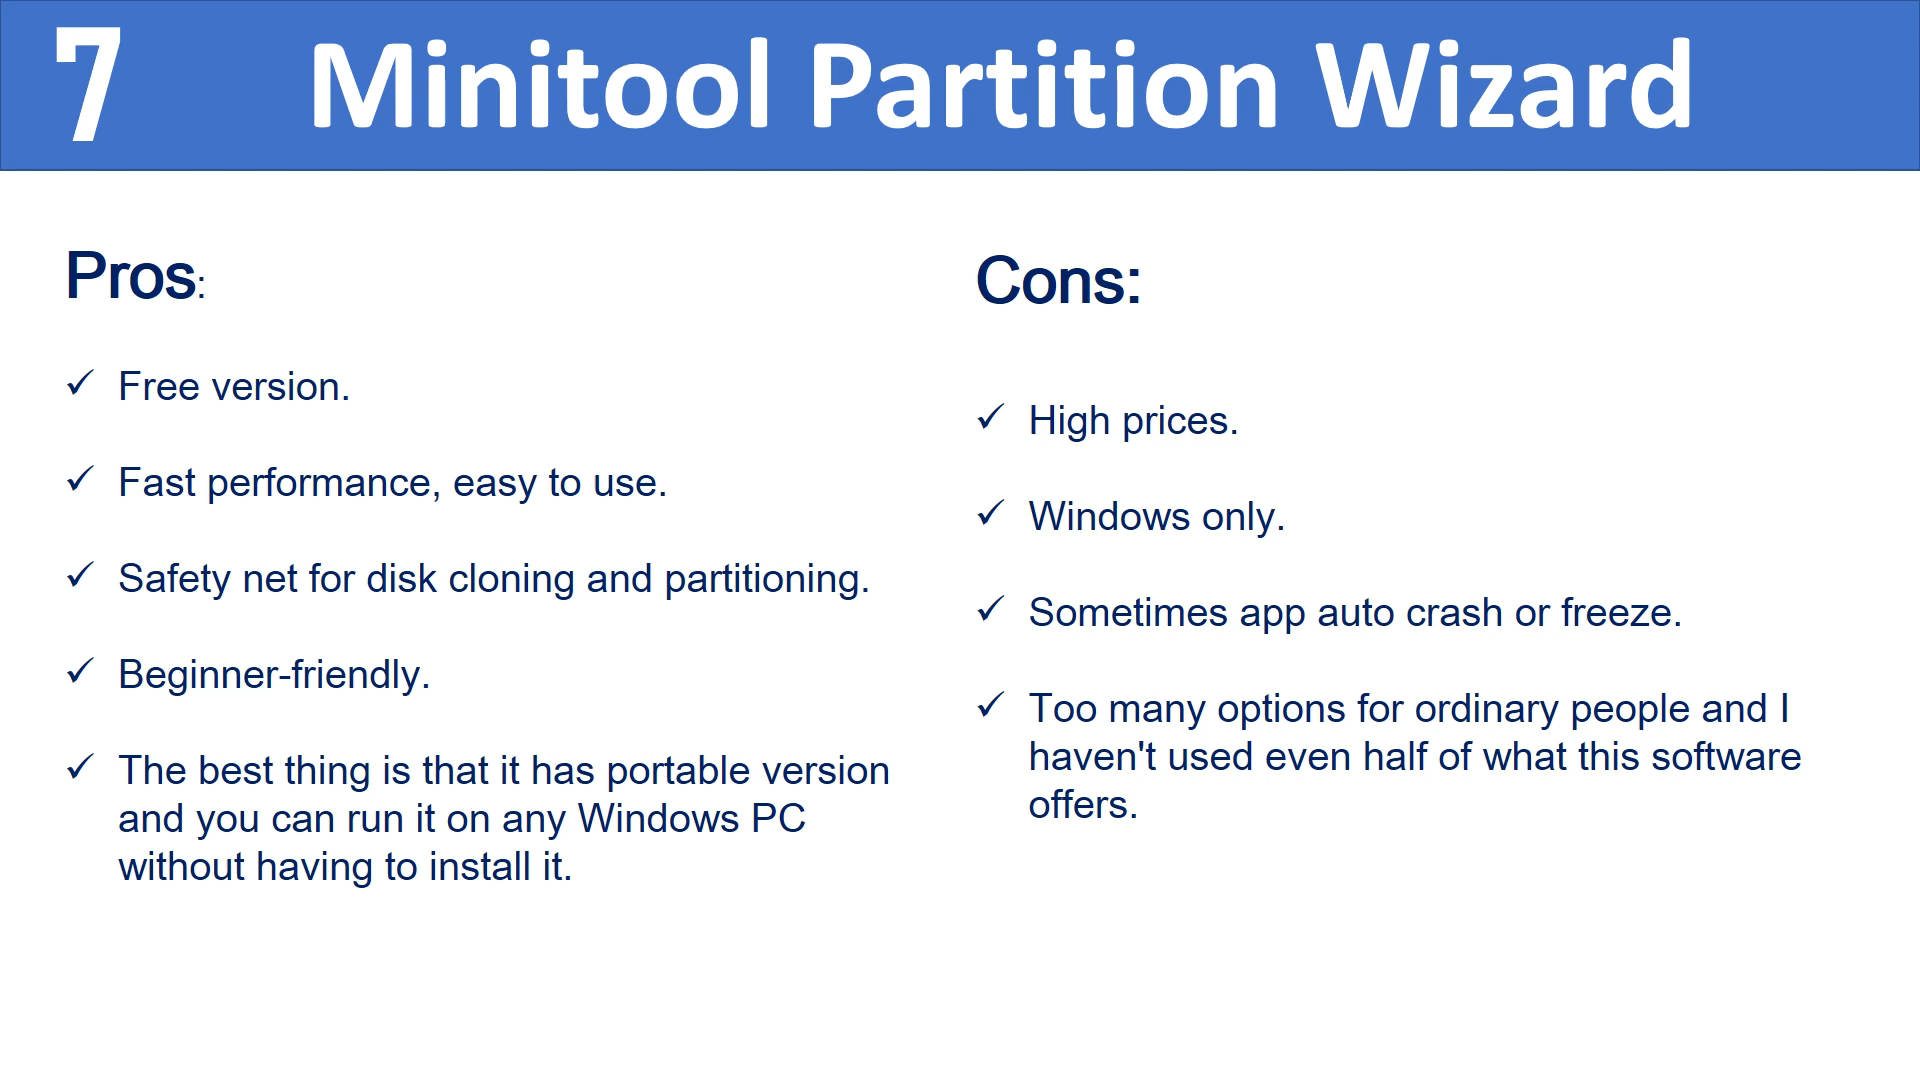 7 Minitool Partition Wizard
Pros:
✓ Free version.
✓ Fast performance, easy to use.
✓ Safety net for disk cloning and partitioning.
✓ Beginner-friendly.
✓ The best thing is that it has portable version
and you can run it on any Windows PC
without having to install it.
Cons:
✓ High prices.
✓ Windows only.
✓ Sometimes app auto crash or freeze.
✓ Too many options for ordinary people and I
haven't used even half of what this software
offers.